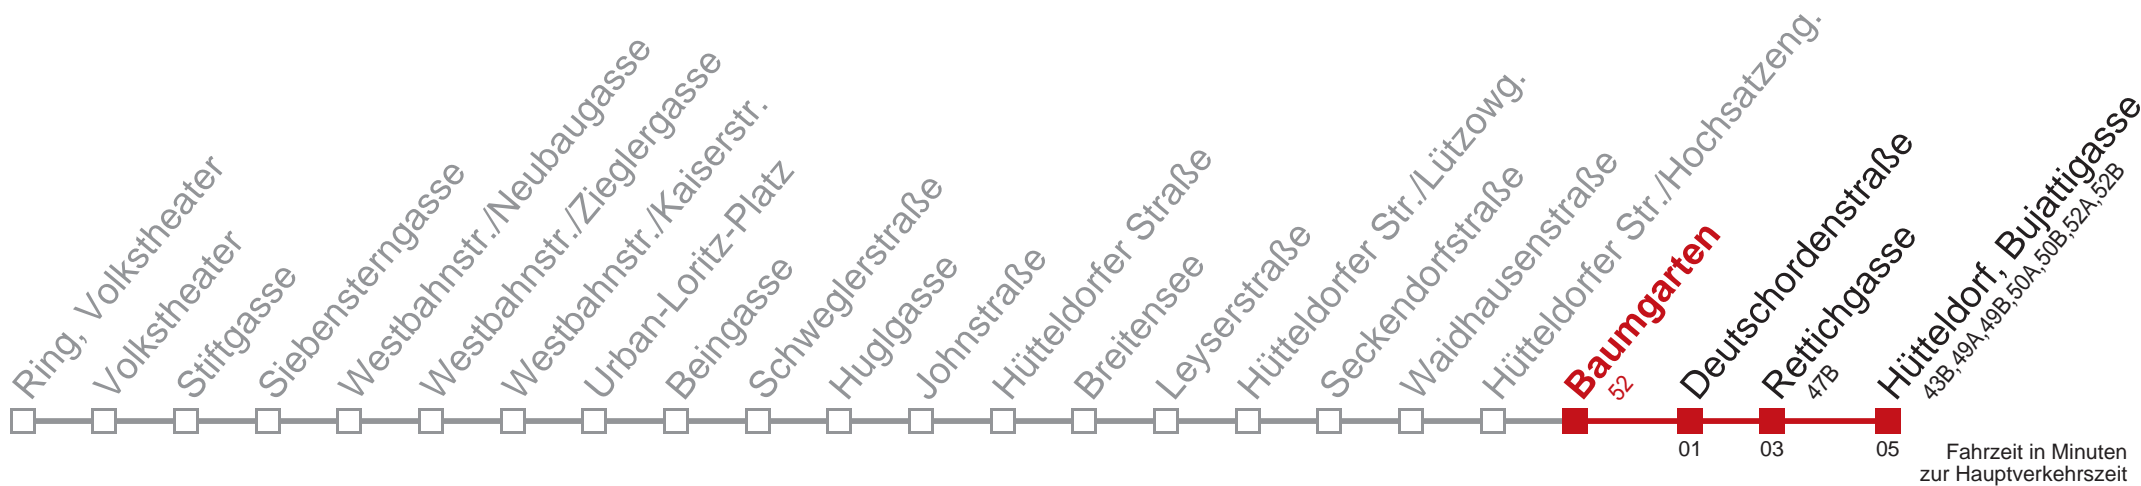 Ring, Volkstheater
Volkstheater
Stiftgasse
Siebensterngasse
Westbahnstr./Neubaugasse
Westbahnstr./Zieglergasse
Westbahnstr./Kaiserstr.
Urban-Loritz-Platz
Beingasse
Schweglerstraße
Huglgasse
Johnstraße
Hütteldorfer Straße
Breitensee
Leyserstraße
Hütteldorfer Str./Lützowg.
Seckendorfstraße
Waidhausenstraße
Hütteldorfer Str./Hochsatzeng.
Baumgarten
52
Deutschordenstraße
Rettichgasse
47B
Hütteldorf, Bujattigasse
43B,49A,49B,50A,50B,52A,52B
01
03
05
Fahrzeit in Minuten
zur Hauptverkehrszeit